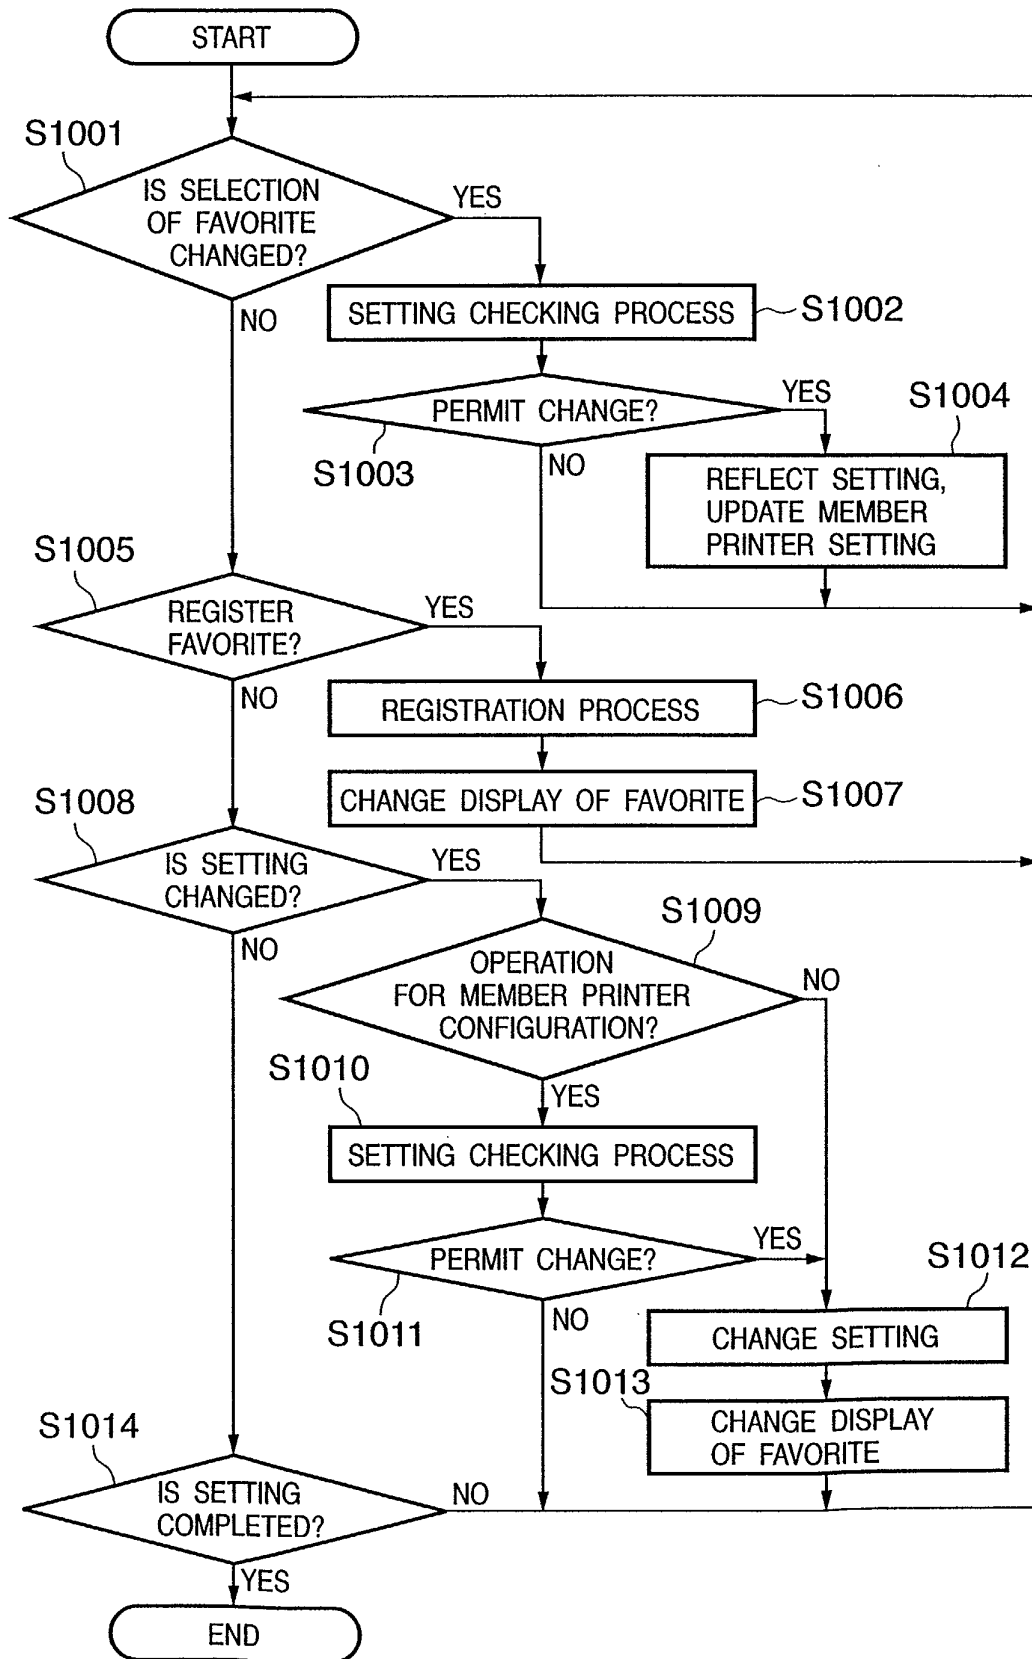 START
S1001
IS SELECTION
OF FAVORITE
CHANGED?
YES
NO
SETTING CHECKING PROCESS
S1002
PERMIT CHANGE?
YES
S1004
S1003
NO
REFLECT SETTING,
UPDATE MEMBER
PRINTER SETTING
S1005
REGISTER
FAVORITE?
YES
NO
REGISTRATION PROCESS
S1006
CHANGE DISPLAY OF FAVORITE
S1007
S1008
IS SETTING
CHANGED?
YES
NO
S1009
OPERATION
FOR MEMBER PRINTER
CONFIGURATION?
NO
S1010
YES
SETTING CHECKING PROCESS
PERMIT CHANGE?
YES
S1011
NO
S1012
CHANGE SETTING
S1013
CHANGE DISPLAY
OF FAVORITE
S1014
IS SETTING
COMPLETED?
NO
YES
END